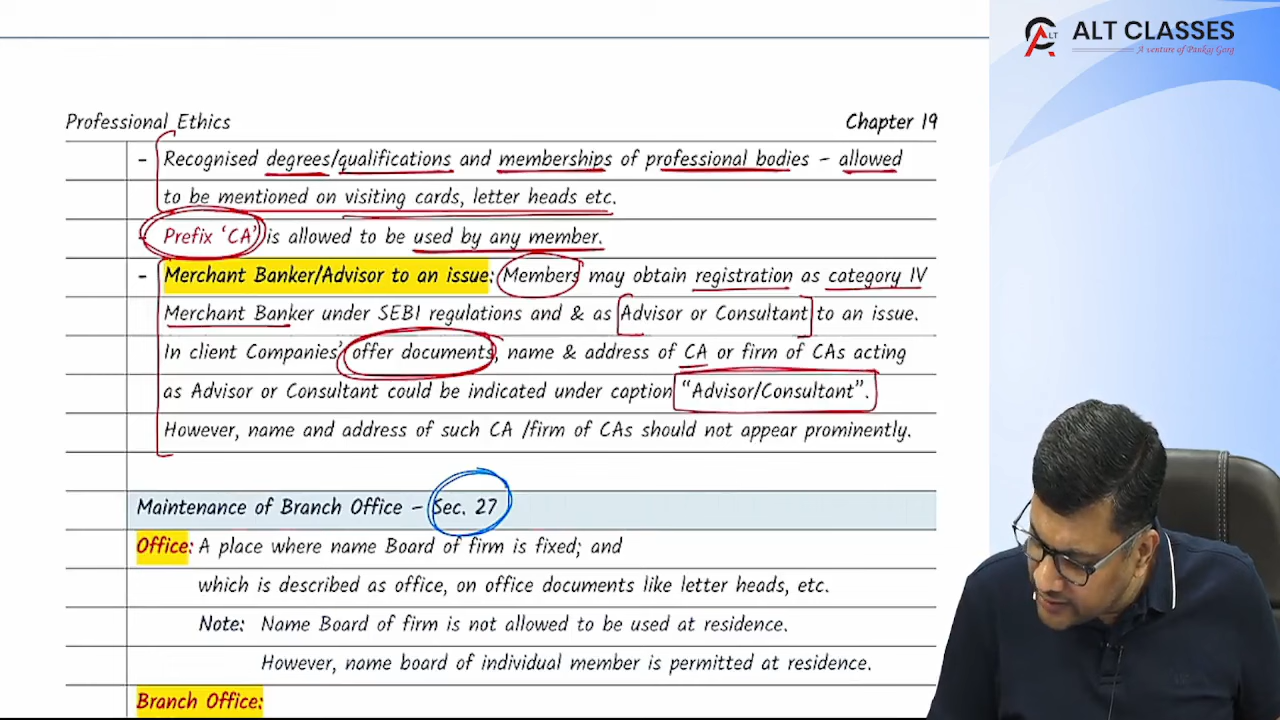 ALT CLASSES
ALT
A venture of Pankaj Garg
Professional Ethics
Chapter 19
- Recognised degrees/qualifications and memberships of professional bodies – allowed
to be mentioned on visiting cards, letter heads etc.
- Prefix ‘CA’ is allowed to be used by any member.
- Merchant Banker/Advisor to an issue: Members may obtain registration as category IV
Merchant Banker under SEBI regulations and & as Advisor or Consultant to an issue.
In client Companies’ offer documents, name & address of CA or firm of CAs acting
as Advisor or Consultant could be indicated under caption “Advisor/Consultant”.
However, name and address of such CA /firm of CAs should not appear prominently.
Maintenance of Branch Office – Sec. 27
Office: A place where name Board of firm is fixed; and
which is described as office, on office documents like letter heads, etc.
Note: Name Board of firm is not allowed to be used at residence.
However, name board of individual member is permitted at residence.
Branch Office: